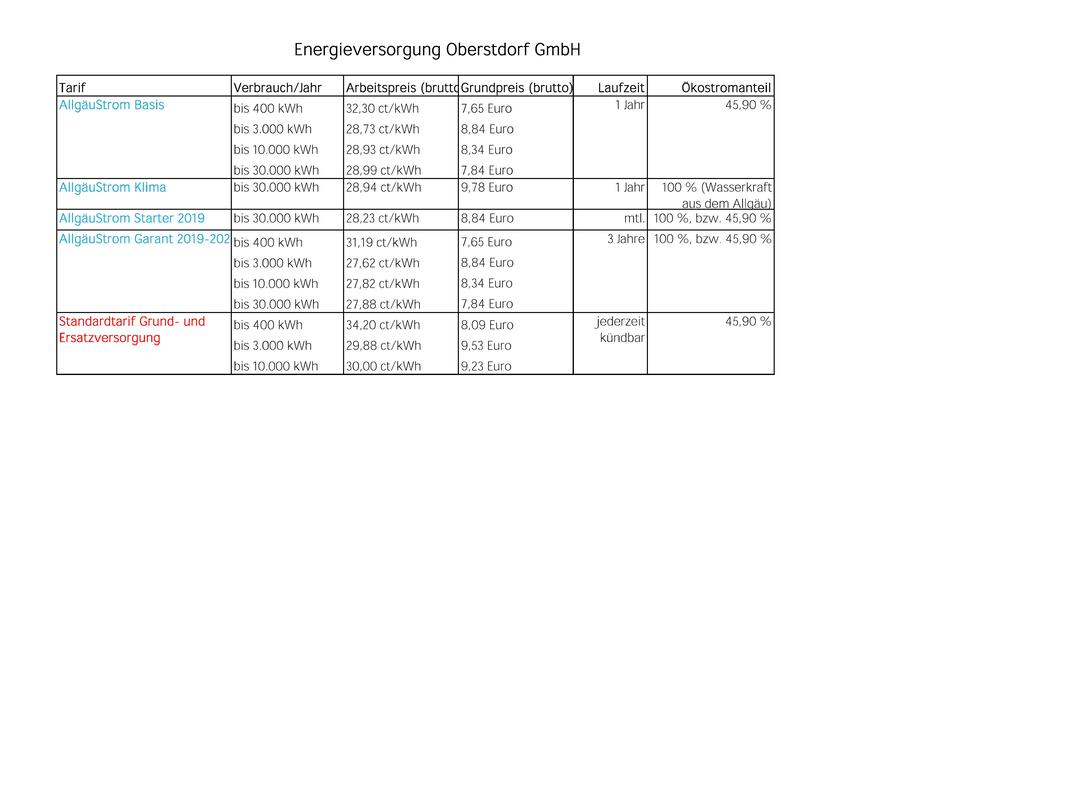 Energieversorgung Oberstdorf GmbH
Tarif Verbrauch/Jahr Arbeitspreis (brutto Grundpreis (brutto) Laufzeit Ökostromanteil
AllgäuStrom Basis bis 400 kWh 32,30 ct/kWh 7,65 Euro 1 Jahr 45,90 %
bis 3.000 kWh 28,73 ct/kWh 8,84 Euro
bis 10.000 kWh 28,93 ct/kWh 8,34 Euro
bis 30.000 kWh 28,99 ct/kWh 7,84 Euro
AllgäuStrom Klima bis 30.000 kWh 28,94 ct/kWh 9,78 Euro 1 Jahr 100 % (Wasserkraft
aus dem Allgäu)
AllgäuStrom Starter 2019 bis 30.000 kWh 28,23 ct/kWh 8,84 Euro mtl. 100 %, bzw. 45,90 %
AllgäuStrom Garant 2019-202 bis 400 kWh 31,19 ct/kWh 7,65 Euro 3 Jahre 100 %, bzw. 45,90 %
bis 3.000 kWh 27,62 ct/kWh 8,84 Euro
bis 10.000 kWh 27,82 ct/kWh 8,34 Euro
bis 30.000 kWh 27,88 ct/kWh 7,84 Euro
Standardtarif Grund- und bis 400 kWh 34,20 ct/kWh 8,09 Euro jederzeit 45,90 %
Ersatzversorgung bis 3.000 kWh 29,88 ct/kWh 9,53 Euro kündbar
bis 10.000 kWh 30,00 ct/kWh 9,23 Euro